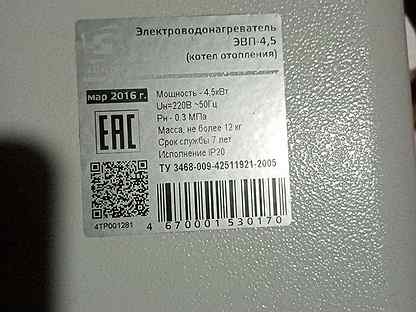 Электроводонагреватель
ЭВП-4,5
(котел отопления)
мар 2016 г.
Мощность - 4.5кВт
Uн=220В ~50Гц
Рн - 0.3 МПа
Масса, не более 12 кг
Срок службы 7 лет
Исполнение IP20
ТУ 3468-009-42511921-2005
EAC
4ТР001281
4 670001 530170